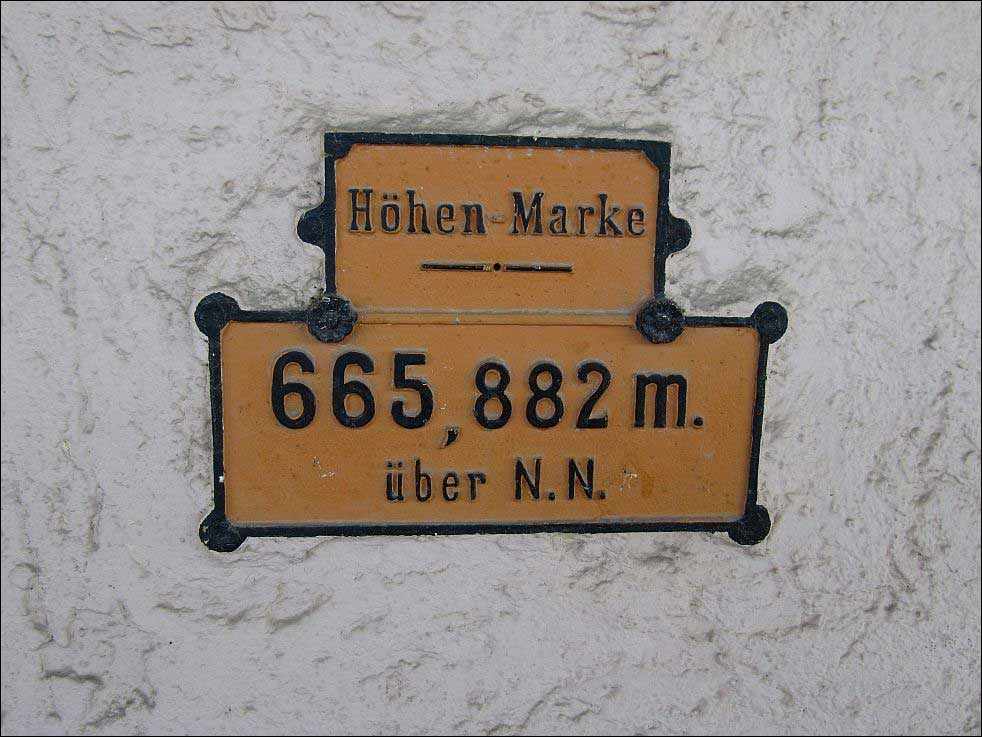 Höhen-Marke
665,882 m.
über N.N.